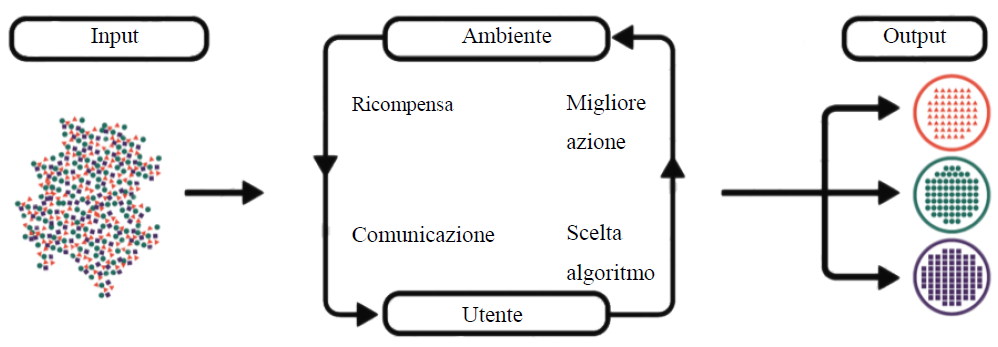 Input
Ambiente
Output
Ricompensa
Migliore
azione
Comunicazione
Scelta
algoritmo
Utente